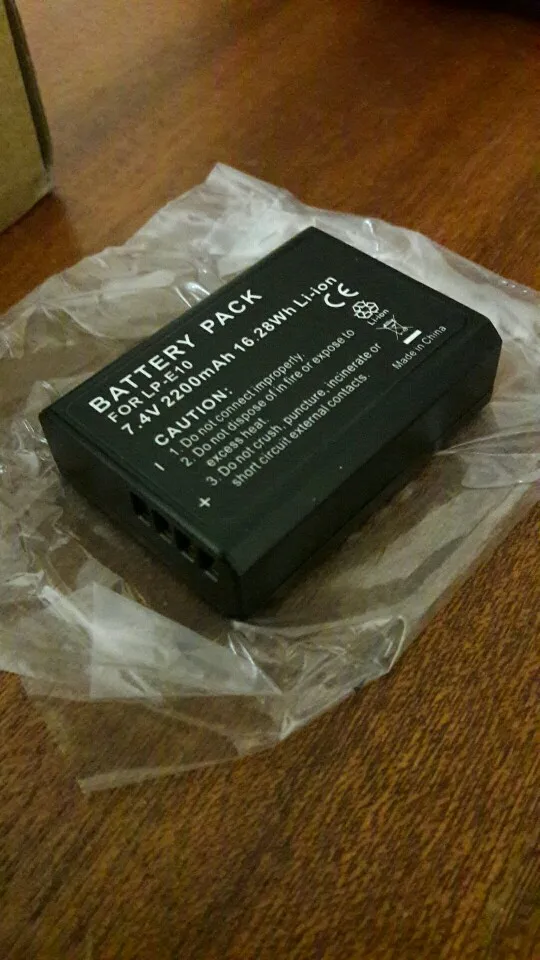 BATTERY PACK
FOR LP-E10
7.4V 2200mAh 16.28Wh Li-ion
CAUTION:
1. Do not connect improperly.
2. Do not dispose of in fire or expose to
excess heat.
3. Do not crush, puncture, incinerate or
short circuit external contacts.
CE
Li-ion
Made in China
- +